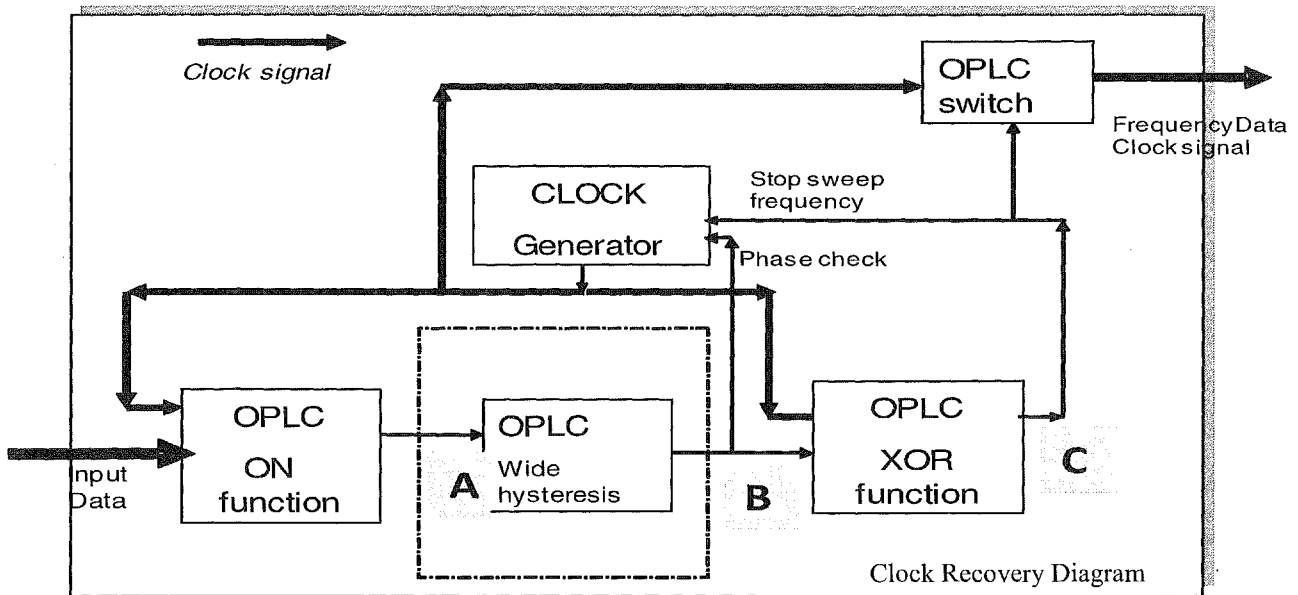 Clock signal
OPLC
switch
Frequency Data
Clock signal
CLOCK
Generator
Stop sweep
frequency
Phase check
OPLC
ON
function
Input
Data
A
OPLC
Wide
hysteresis
B
OPLC
XOR
function
C
Clock Recovery Diagram